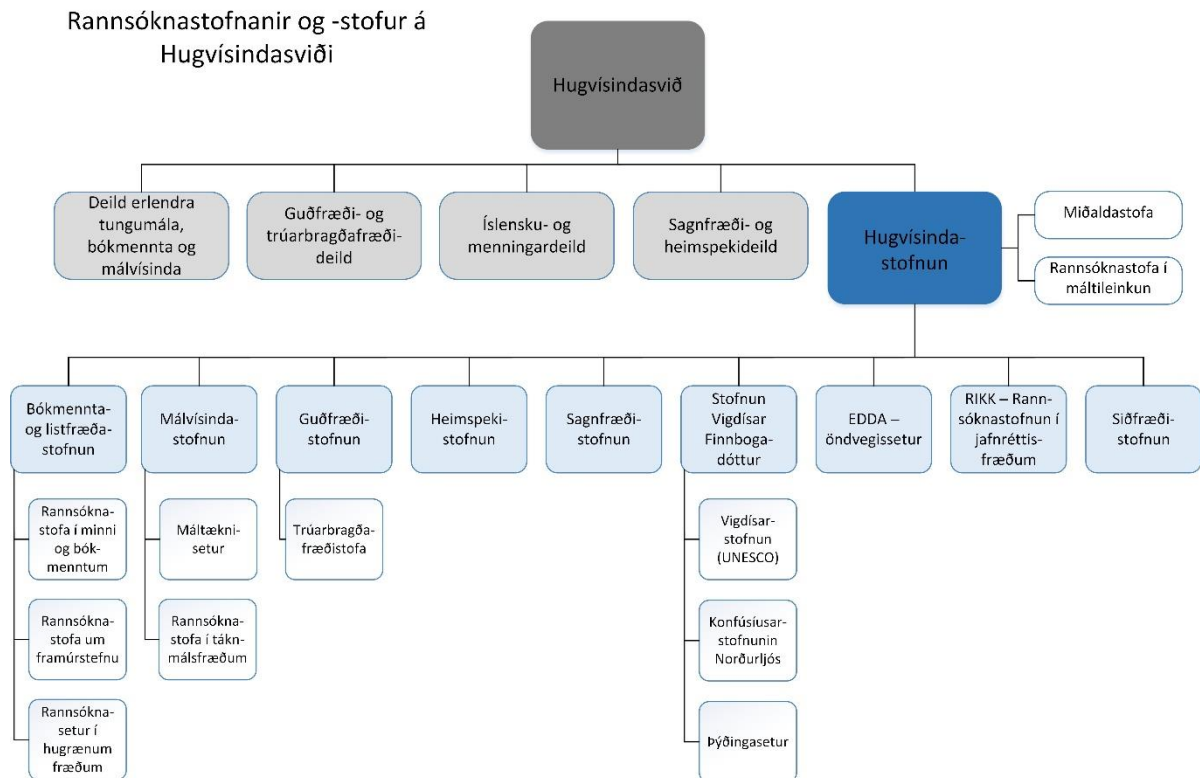 Rannsóknastofnanir og -stofur á
Hugvísindasviði
Hugvísindasvið
Deild erlendra
tungumála,
bókmennta og
málvísinda
Guðfræði- og
trúarbragðafræði-
deild
Íslensku- og
menningardeild
Sagnfræði- og
heimspekideild
Hugvísinda-
stofnun
Miðaldastofa
Rannsóknastofa í
máltileinkun
Bókmennta-
og listfræða-
stofnun
Málvísinda-
stofnun
Guðfræði-
stofnun
Heimspeki-
stofnun
Sagnfræði-
stofnun
Stofnun
Vigdísar
Finnboga-
dóttur
EDDA –
öndvegissetur
RIKK – Rann-
sóknastofnun í
jafnréttis-
fræðum
Siðfræði-
stofnun
Rannsókna-
stofa í minni
og bók-
menntum
Máltækni-
setur
Trúarbragða-
fræðistofa
Vigdísar-
stofnun
(UNESCO)
Rannsókna-
stofa um
framúrstefnu
Rannsókna-
stofa í tákn-
málsfræðum
Konfúsíusar-
stofnunin
Norðurljós
Rannsókna-
setur í
hugrænum
fræðum
Þýðingasetur